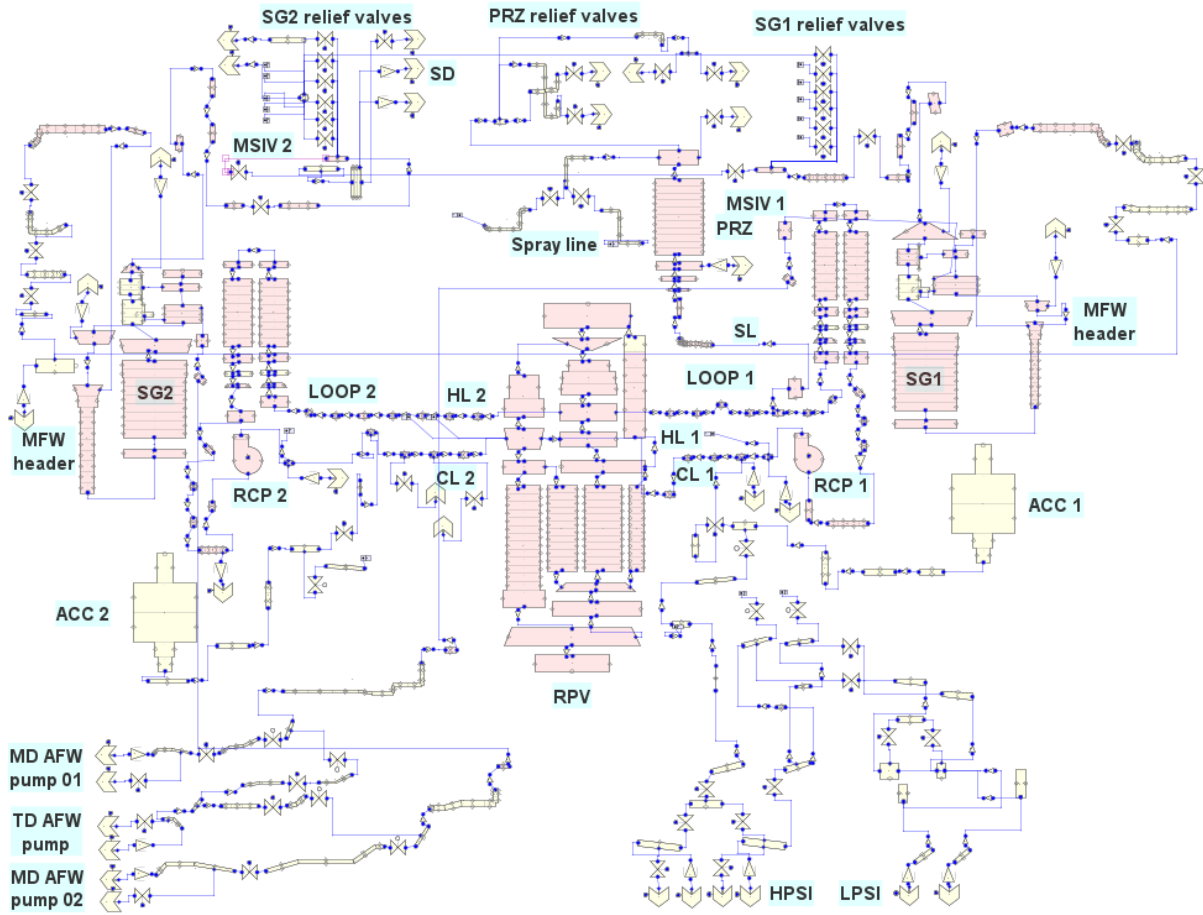 SG2 relief valves
PRZ relief valves
SG1 relief valves
SD
MSIV 2
MSIV 1
PRZ
Spray line
MFW
header
SL
LOOP 2
HL 2
LOOP 1
SG2
SG1
HL 1
MFW
header
CL 2
CL 1
RCP 2
RCP 1
ACC 1
ACC 2
RPV
MD AFW
pump 01
TD AFW
pump
MD AFW
pump 02
HPSI
LPSI